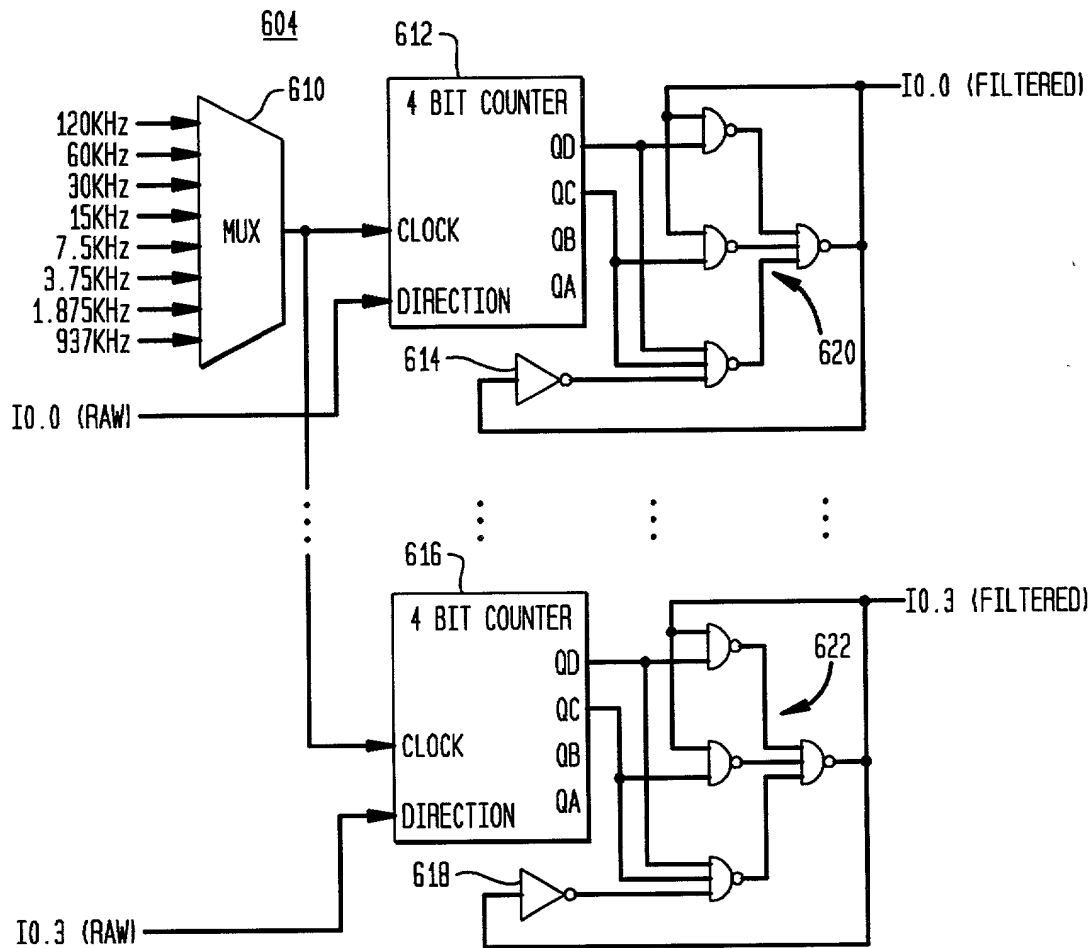 604
610
120KHz
60KHz
30KHz
15KHz
7.5KHz
3.75KHz
1.875KHz
937KHz
MUX
I0.0 (RAW)
612
4 BIT COUNTER
QD
QC
QB
QA
CLOCK
DIRECTION
614
620
I0.0 (FILTERED)
616
4 BIT COUNTER
QD
QC
QB
QA
CLOCK
DIRECTION
618
622
I0.3 (FILTERED)
I0.3 (RAW)